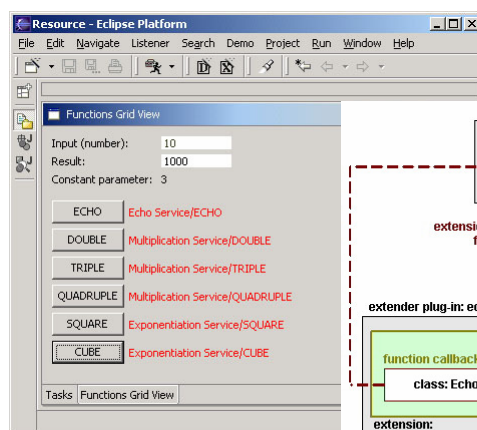 Resource - Eclipse Platform
File Edit Navigate Listener Search Demo Project Run Window Help
Functions Grid View
Input (number): 10
Result: 1000
Constant parameter: 3
ECHO Echo Service/ECHO
DOUBLE Multiplication Service/DOUBLE
TRIPLE Multiplication Service/TRIPLE
QUADRUPLE Multiplication Service/QUADRUPLE
SQUARE Exponentiation Service/SQUARE
CUBE Exponentiation Service/CUBE
Tasks Functions Grid View
extensi
f
extender plug-in: ec
function callback
class: Echo
extension: